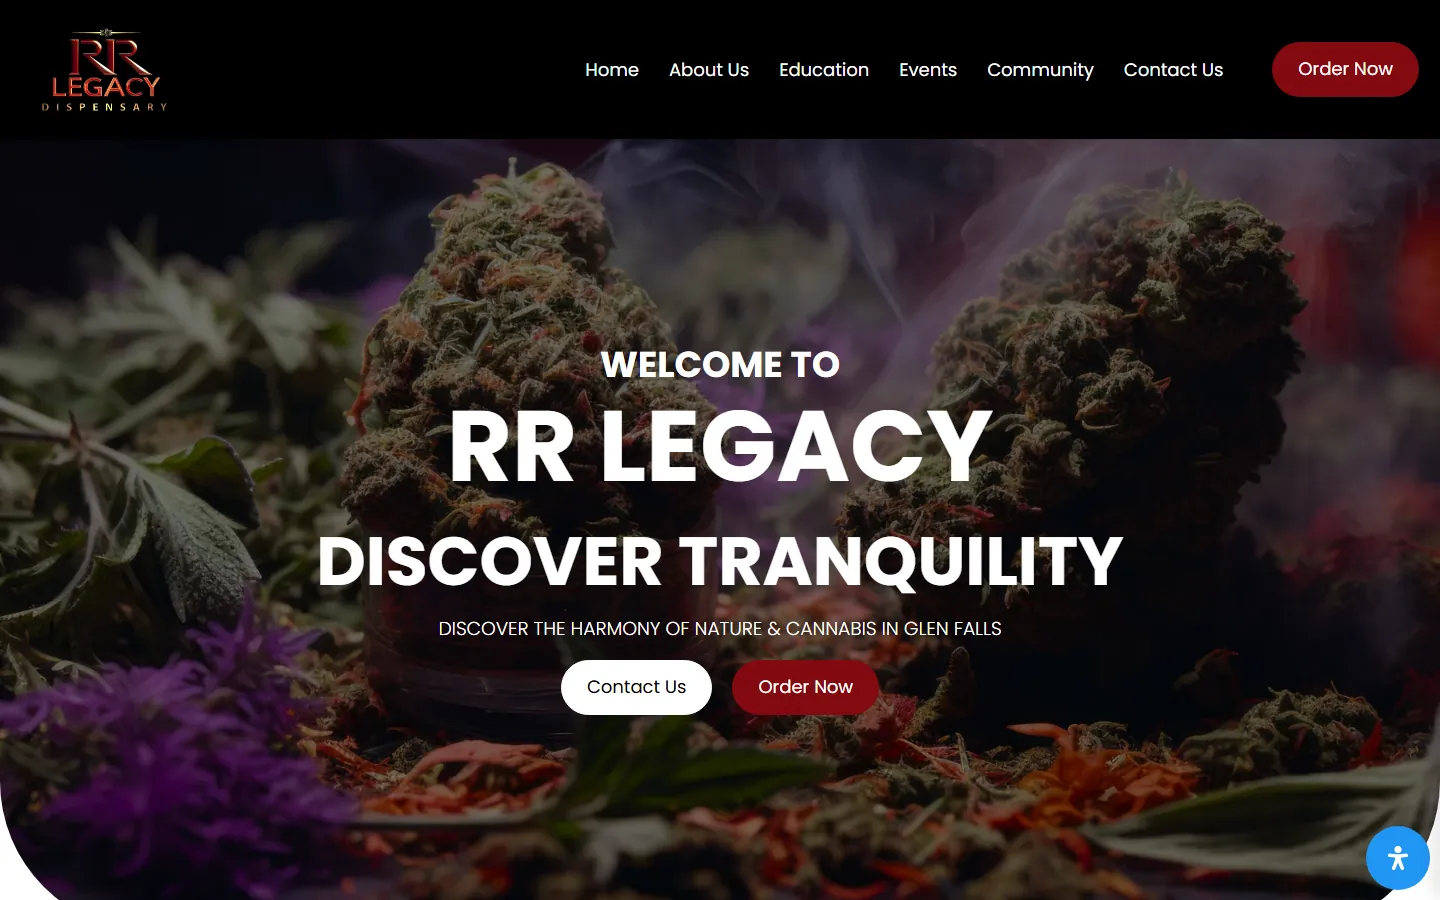 RR
LEGACY
DISPENSARY
Home About Us Education Events Community Contact Us Order Now
WELCOME TO
RR LEGACY
DISCOVER TRANQUILITY
DISCOVER THE HARMONY OF NATURE & CANNABIS IN GLEN FALLS
Contact Us Order Now